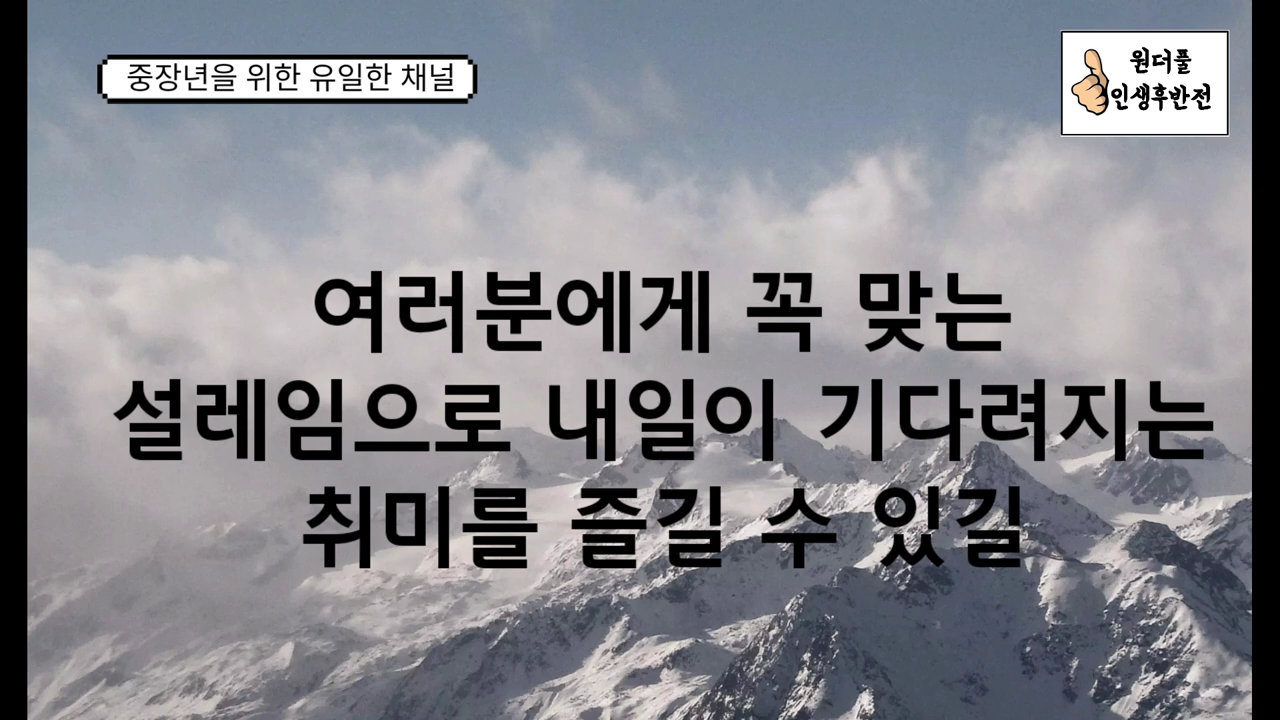 중장년을 위한 유일한 채널
원더풀
인생후반전
여러분에게 꼭 맞는
설레임으로 내일이 기다려지는
취미를 즐길 수 있길